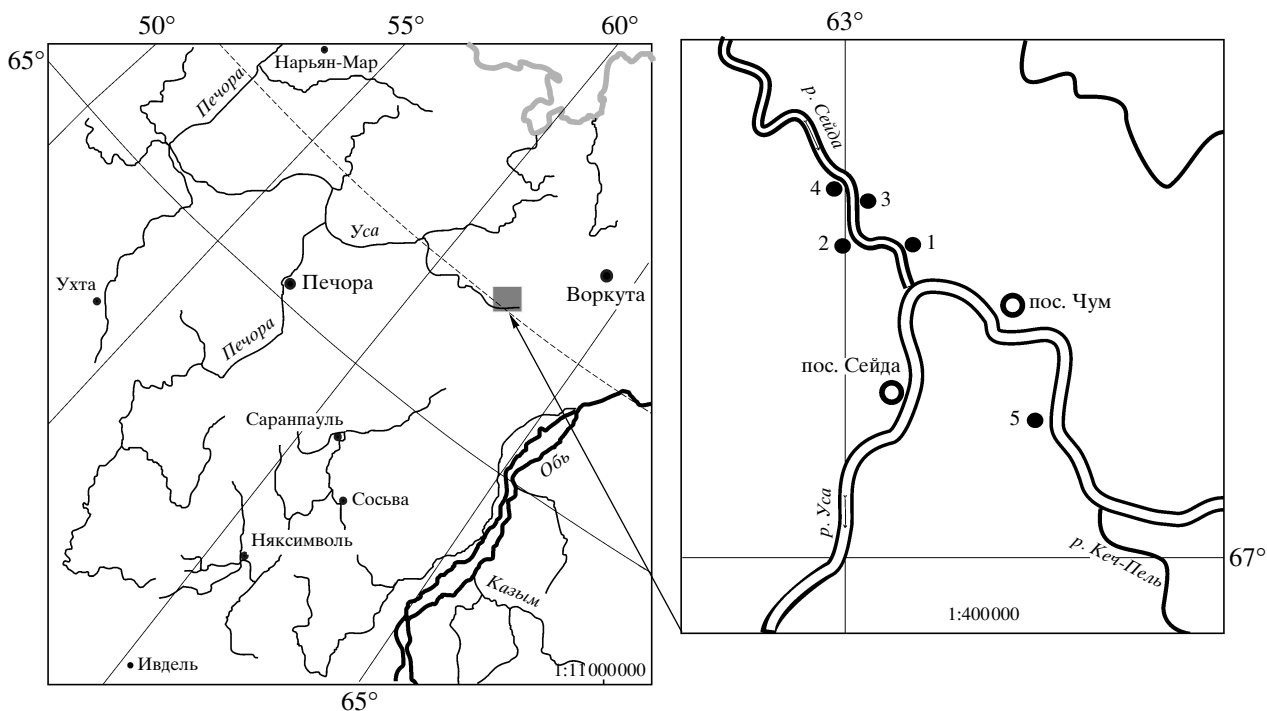 50°
55°
60°
65°
Нарьян-Мар
Печора
Уса
Ухта
Печора
Воркута
Печора
Саранпауль
Обь
Сосьва
Няксимволь
Казым
Ивдель
1:11000000
65°
63°
р. Сейда
4
3
2
1
пос. Чум
пос. Сейда
5
р. Уса
р. Кеч-Пель
67°
1:400000